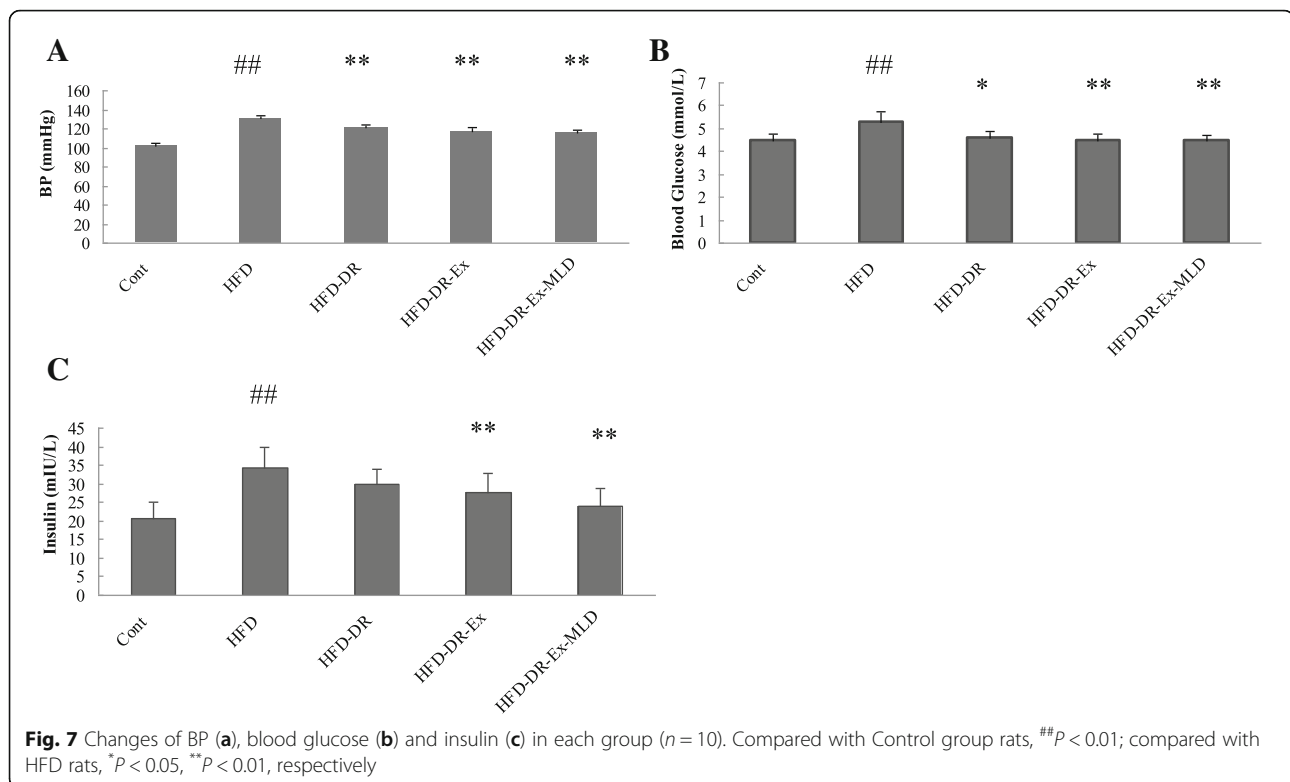 A
## ** ** **
160
140
120
100
80
60
40
20
0
BP (mmHg)
Cont
HFD
HFD-DR
HFD-DR-Ex
HFD-DR-Ex-MLD
B
## * ** **
7
6
5
4
3
2
1
0
Blood Glucose (mmol/L)
Cont
HFD
HFD-DR
HFD-DR-Ex
HFD-DR-Ex-MLD
C
## ** **
45
40
35
30
25
20
15
10
5
0
Insulin (mIU/L)
Cont
HFD
HFD-DR
HFD-DR-Ex
HFD-DR-Ex-MLD
Fig. 7 Changes of BP (a), blood glucose (b) and insulin (c) in each group (n = 10). Compared with Control group rats, ##P < 0.01; compared with
HFD rats, *P < 0.05, **P < 0.01, respectively